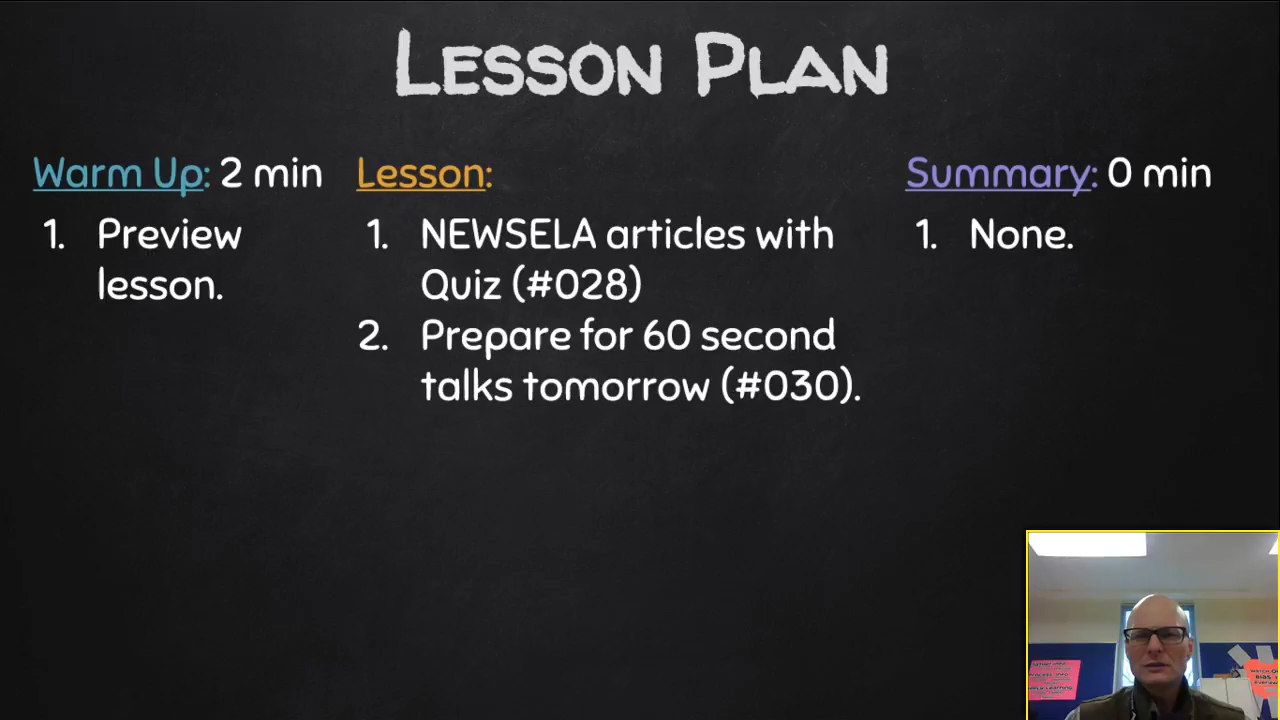 Lesson Plan
Warm Up: 2 min
1. Preview
lesson.
Lesson:
1. NEWSELA articles with
Quiz (#028)
2. Prepare for 60 second
talks tomorrow (#030).
Summary: 0 min
1. None.